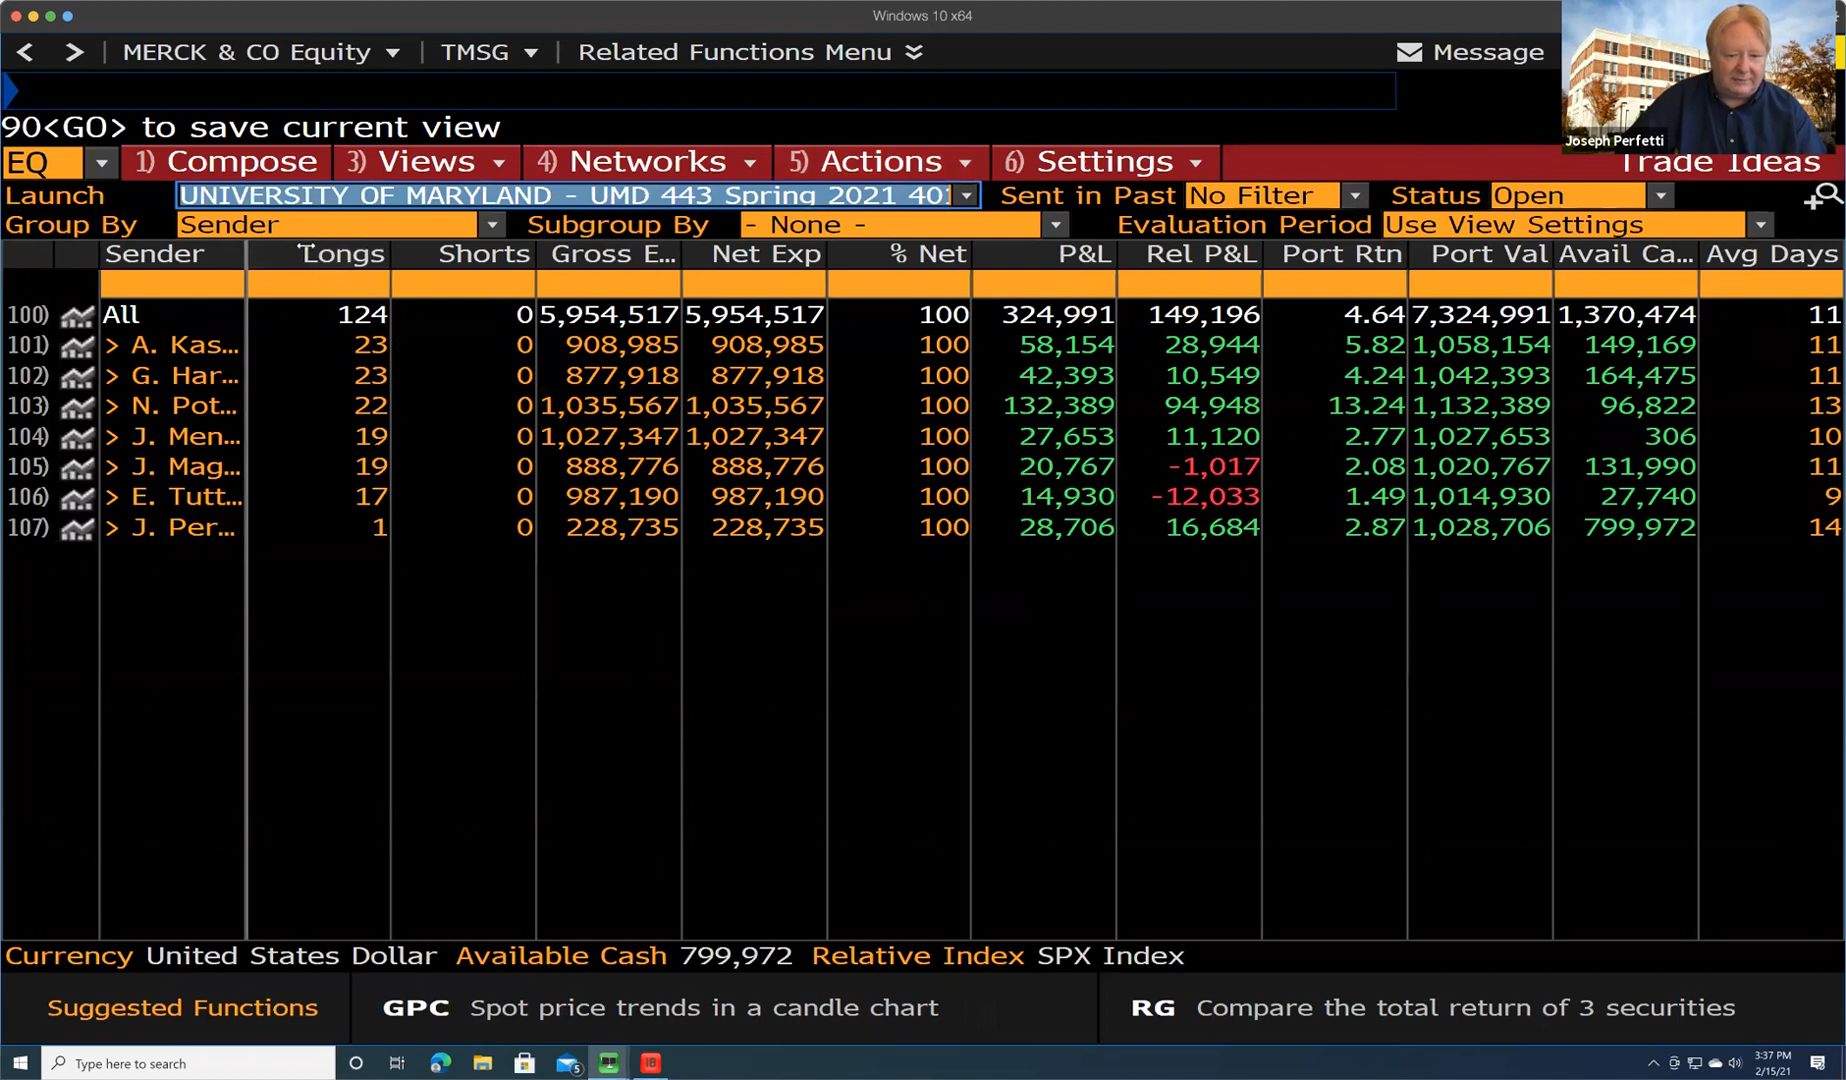 Windows 10 x64
< > MERCK & CO Equity TMSG Related Functions Menu Message
90<GO> to save current view
Joseph Perfetti
EQ 1) Compose 3) Views 4) Networks 5) Actions 6) Settings Trade Ideas
Launch UNIVERSITY OF MARYLAND - UMD 443 Spring 2021 401 Sent in Past No Filter Status Open
Group By Sender Subgroup By - None - Evaluation Period Use View Settings
Sender Longs Shorts Gross E... Net Exp % Net P&L Rel P&L Port Rtn Port Val Avail Ca... Avg Days
100) All 124 0 5,954,517 5,954,517 100 324,991 149,196 4.64 7,324,991 1,370,474 11
101) > A. Kas... 23 0 908,985 908,985 100 58,154 28,944 5.82 1,058,154 149,169 11
102) > G. Har... 23 0 877,918 877,918 100 42,393 10,549 4.24 1,042,393 164,475 11
103) > N. Pot... 22 0 1,035,567 1,035,567 100 132,389 94,948 13.24 1,132,389 96,822 13
104) > J. Men... 19 0 1,027,347 1,027,347 100 27,653 11,120 2.77 1,027,653 306 10
105) > J. Mag... 19 0 888,776 888,776 100 20,767 -1,017 2.08 1,020,767 131,990 11
106) > E. Tutt... 17 0 987,190 987,190 100 14,930 -12,033 1.49 1,014,930 27,740 9
107) > J. Per... 1 0 228,735 228,735 100 28,706 16,684 2.87 1,028,706 799,972 14
Currency United States Dollar Available Cash 799,972 Relative Index SPX Index
Suggested Functions GPC Spot price trends in a candle chart RG Compare the total return of 3 securities
Type here to search 5 IB 3:37 PM
2/15/21